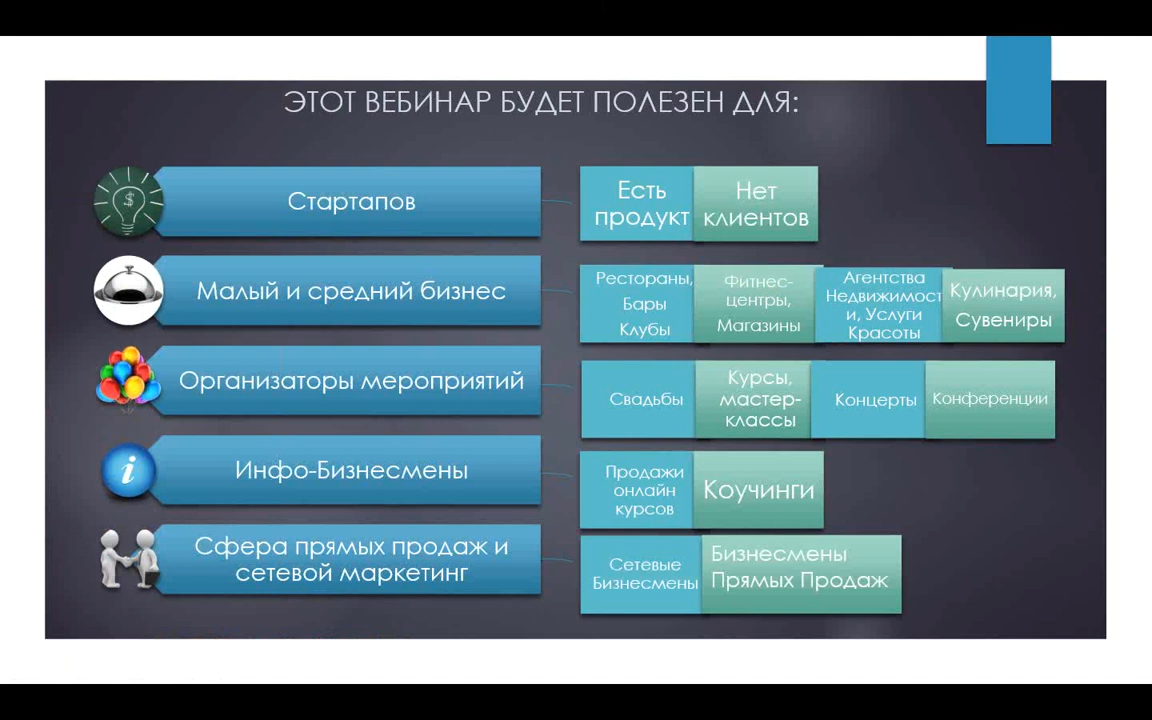 ЭТОТ ВЕБИНАР БУДЕТ ПОЛЕЗЕН ДЛЯ:
$
Стартапов
Есть
продукт
Нет
клиентов
Малый и средний бизнес
Рестораны,
Бары
Клубы
Фитнес-
центры,
Магазины
Агентства
Недвижимост
и, Услуги
Красоты
Кулинария,
Сувениры
Организаторы мероприятий
Свадьбы
Курсы,
мастер-
классы
Концерты
Конференции
i
Инфо-Бизнесмены
Продажи
онлайн
курсов
Коучинги
Сфера прямых продаж и
сетевой маркетинг
Сетевые
Бизнесмены
Бизнесмены
Прямых Продаж